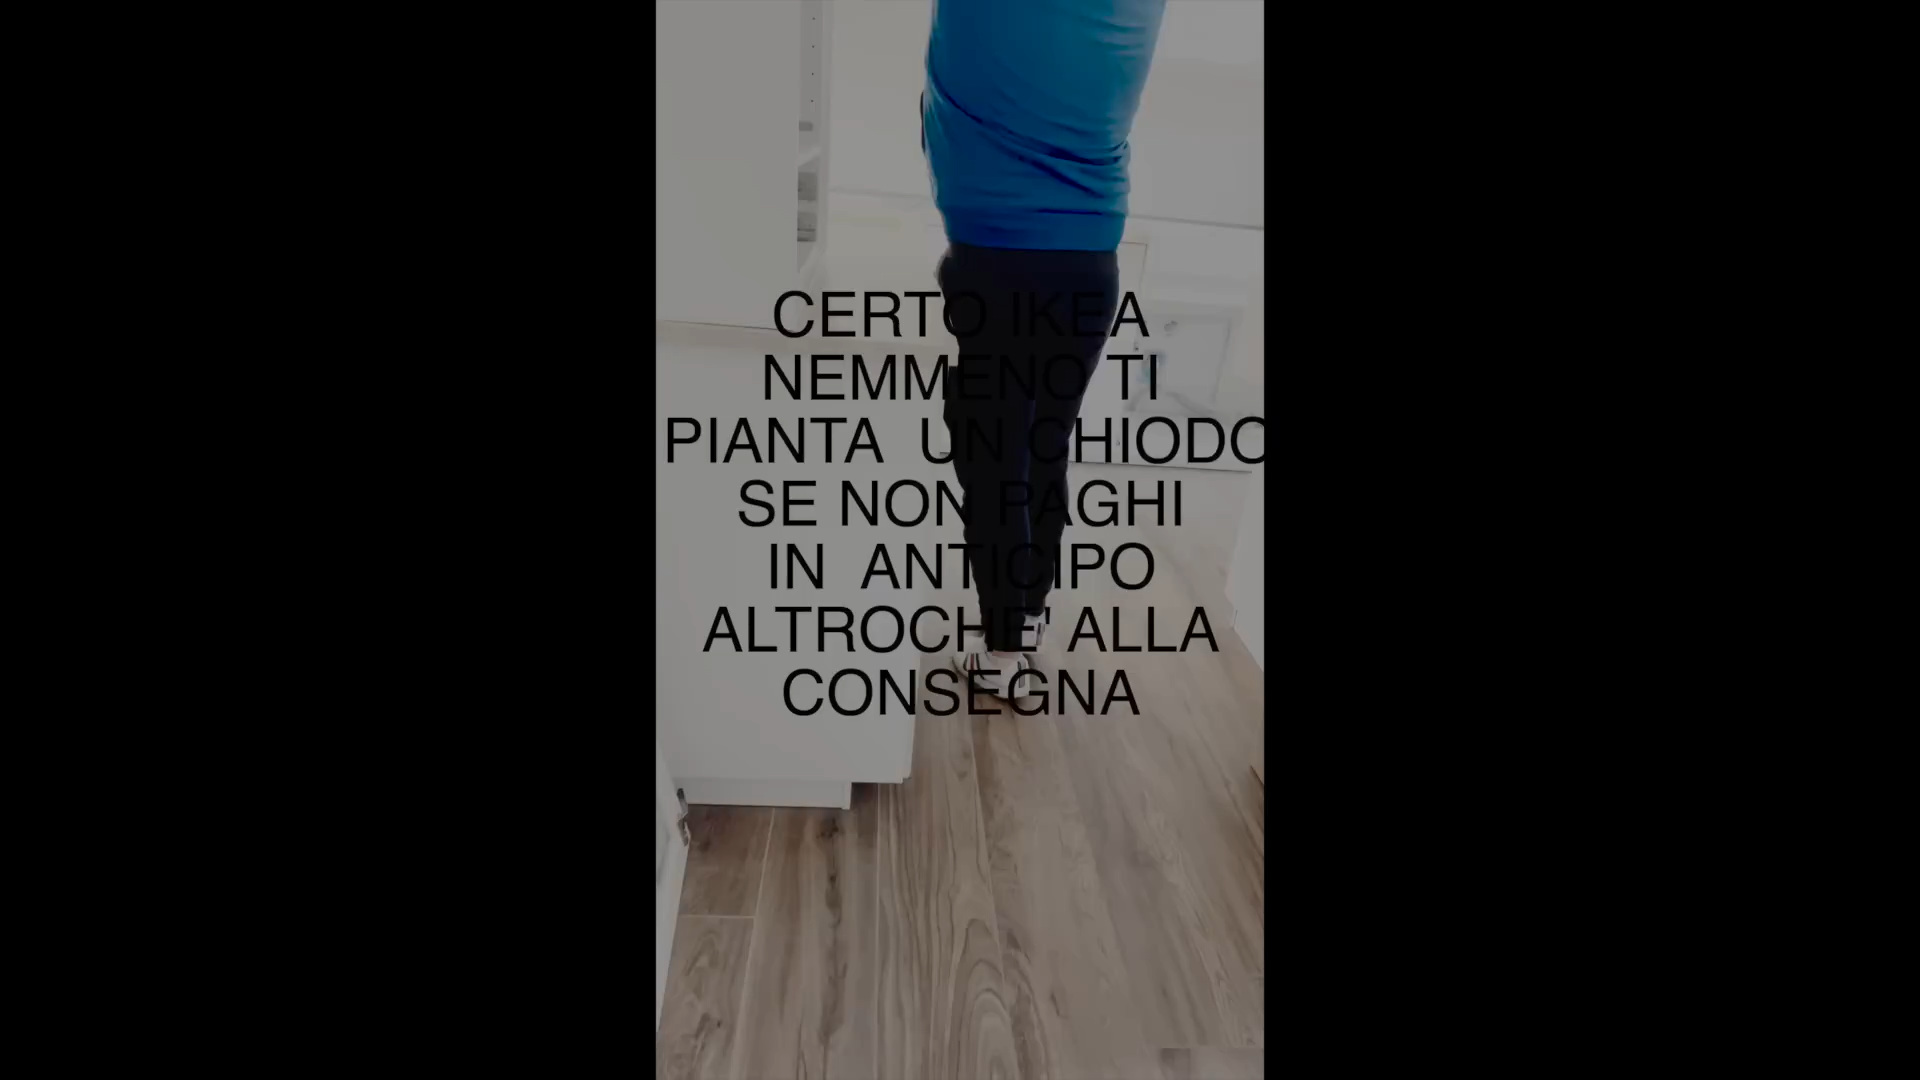 CERTO IKEA
NEMMENO TI
PIANTA  UN CHIODO
SE NON PAGHI
IN  ANTICIPO
ALTROCHE' ALLA
CONSEGNA